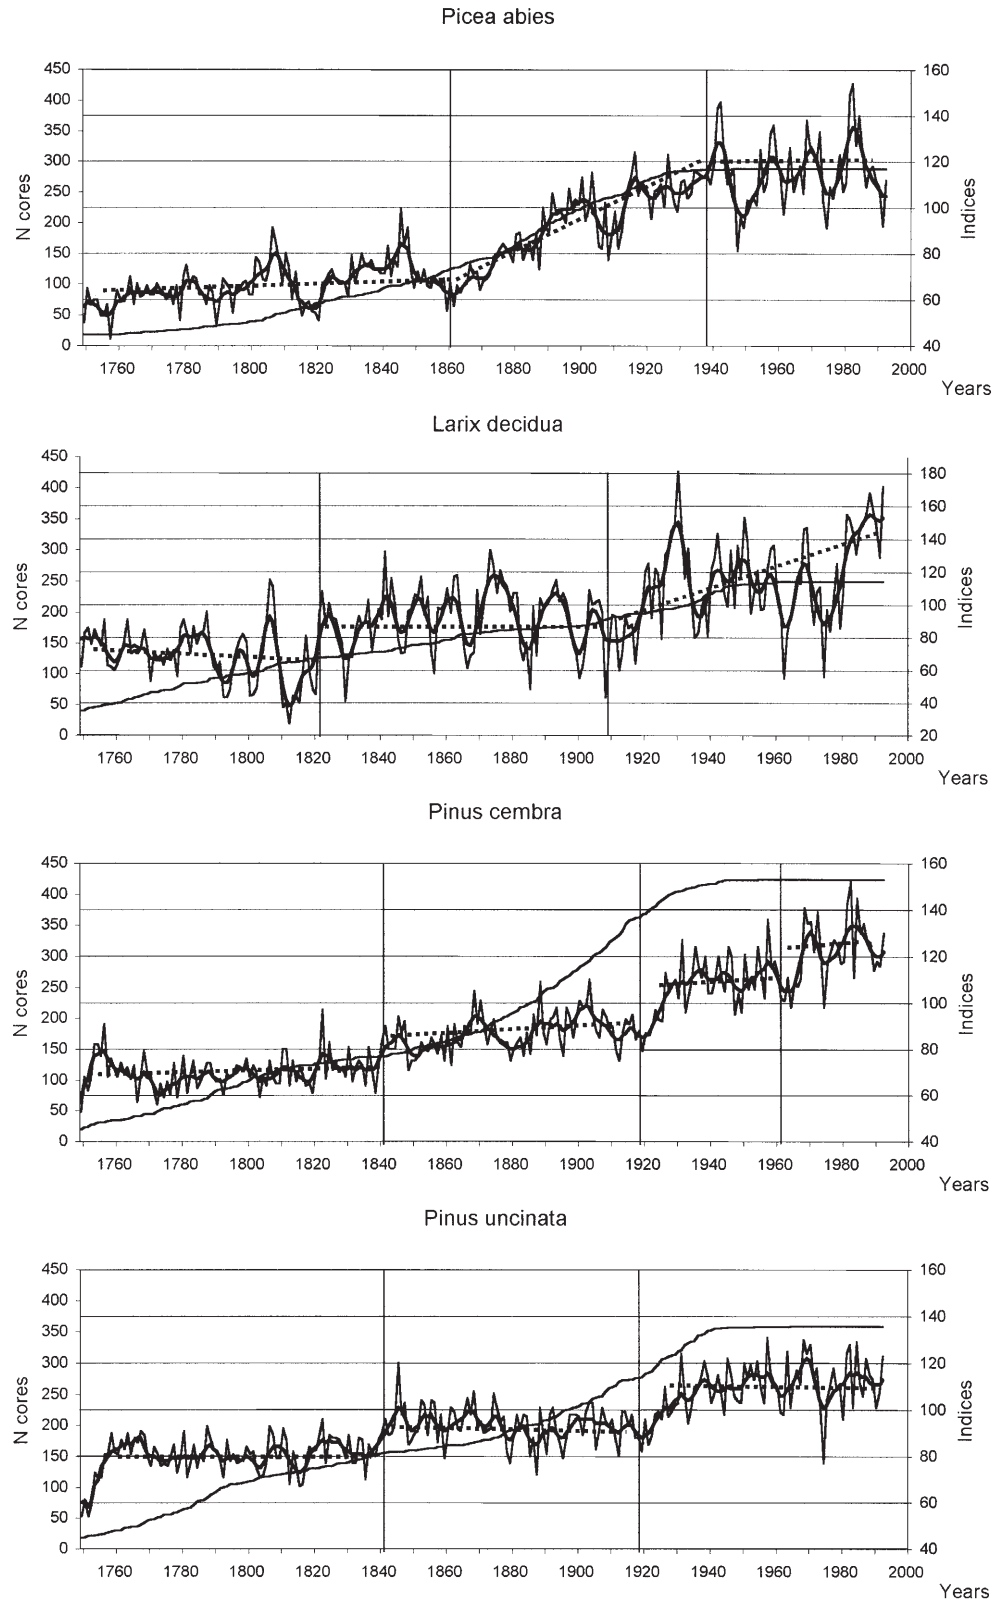 Picea abies
450 400 350 300 250 200 150 100 50 0
N cores
160 140 120 100 80 60 40
Indices
1760 1780 1800 1820 1840 1860 1880 1900 1920 1940 1960 1980 2000
Years
Larix decidua
450 400 350 300 250 200 150 100 50 0
N cores
180 160 140 120 100 80 60 40 20
Indices
1760 1780 1800 1820 1840 1860 1880 1900 1920 1940 1960 1980 2000
Years
Pinus cembra
450 400 350 300 250 200 150 100 50 0
N cores
160 140 120 100 80 60 40
Indices
1760 1780 1800 1820 1840 1860 1880 1900 1920 1940 1960 1980 2000
Years
Pinus uncinata
450 400 350 300 250 200 150 100 50 0
N cores
160 140 120 100 80 60 40
Indices
1760 1780 1800 1820 1840 1860 1880 1900 1920 1940 1960 1980 2000
Years